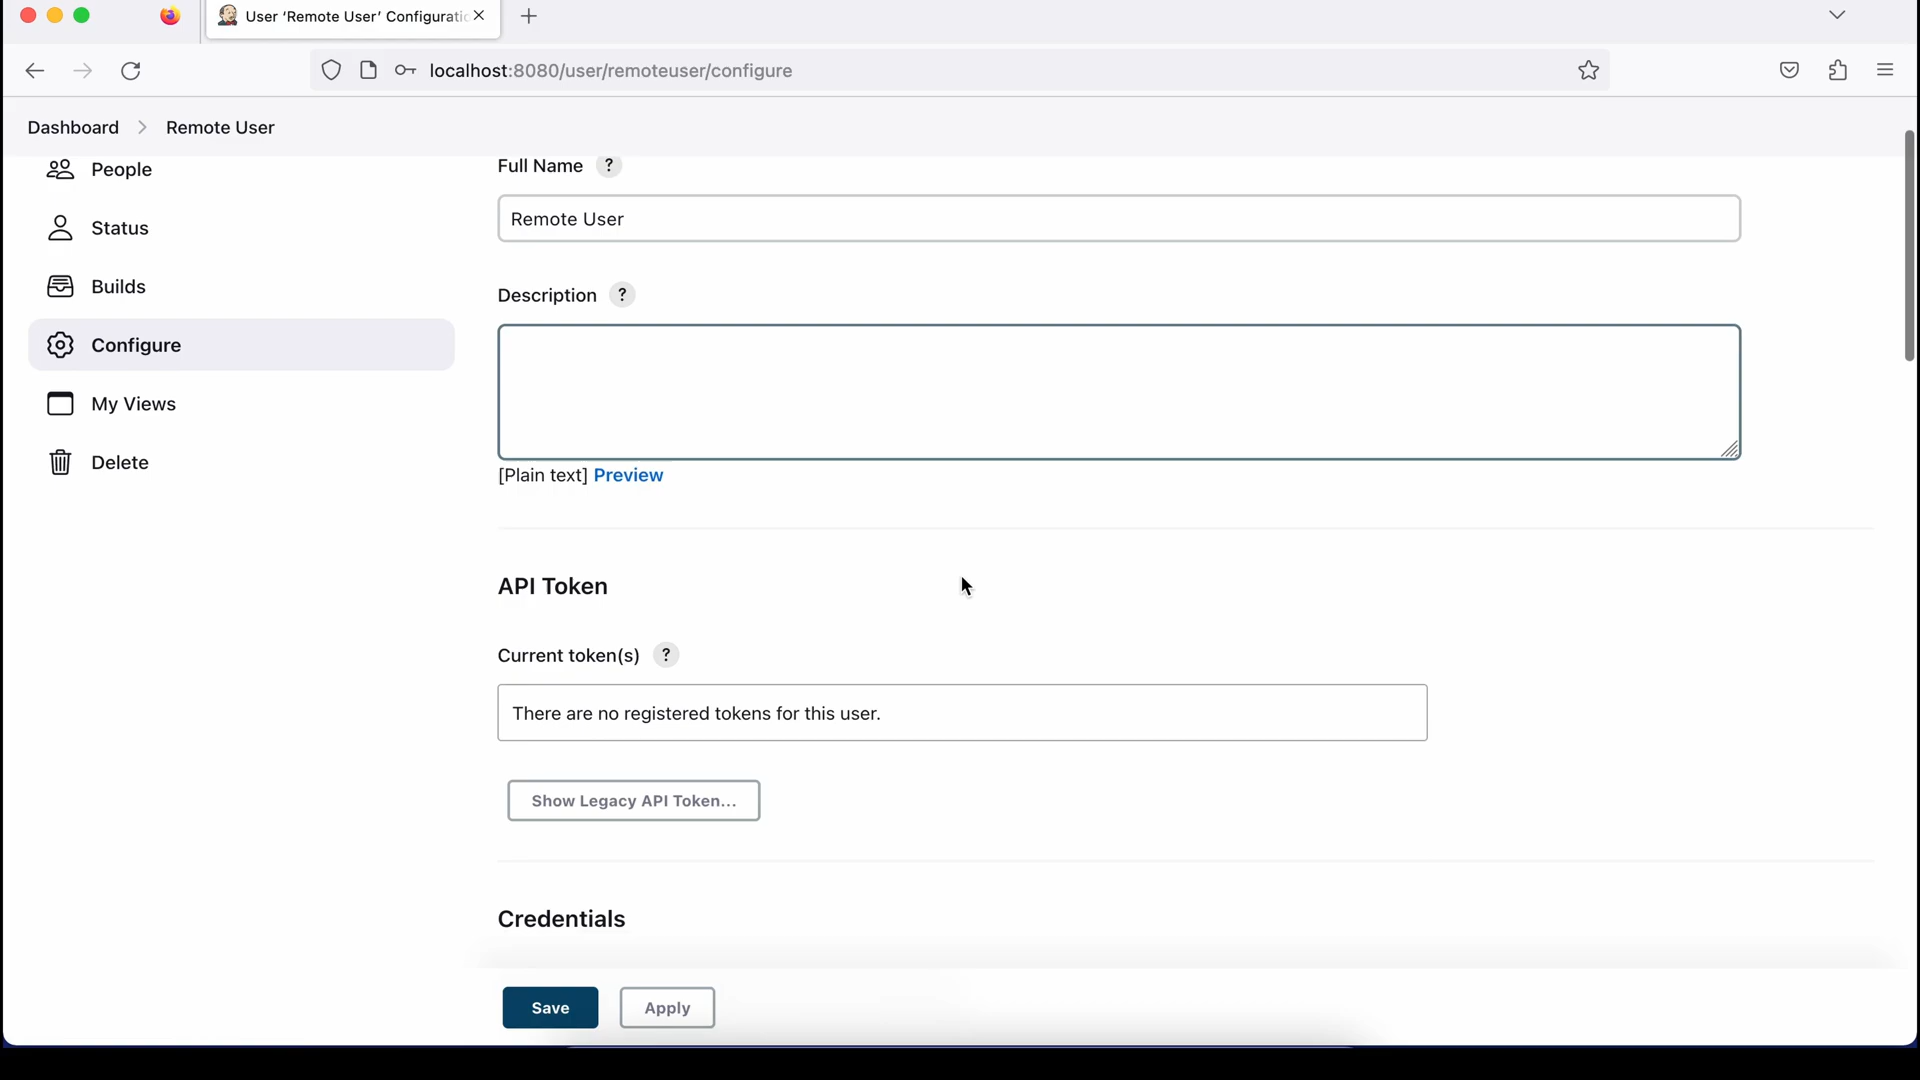 User ‘Remote User’ Configurati
localhost:8080/user/remoteuser/configure
Dashboard
Remote User
People
Status
Builds
Configure
My Views
Delete
Full Name ?
Remote User
Description ?
[Plain text] Preview
API Token
Current token(s) ?
There are no registered tokens for this user.
Show Legacy API Token...
Credentials
Save
Apply